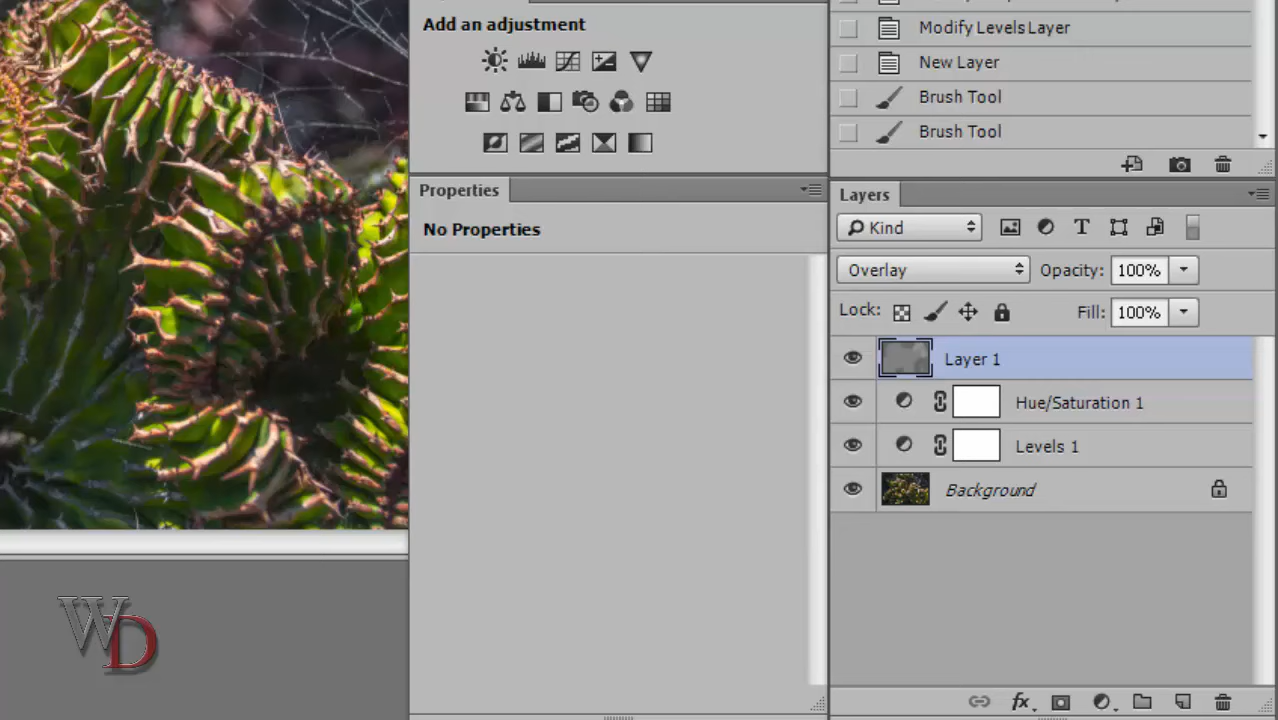 Add an adjustment
Properties
No Properties
Modify Levels Layer
New Layer
Brush Tool
Brush Tool
Layers
Kind
T
Overlay
Opacity: 100%
Lock:
Fill: 100%
Layer 1
Hue/Saturation 1
Levels 1
Background
fx
WD